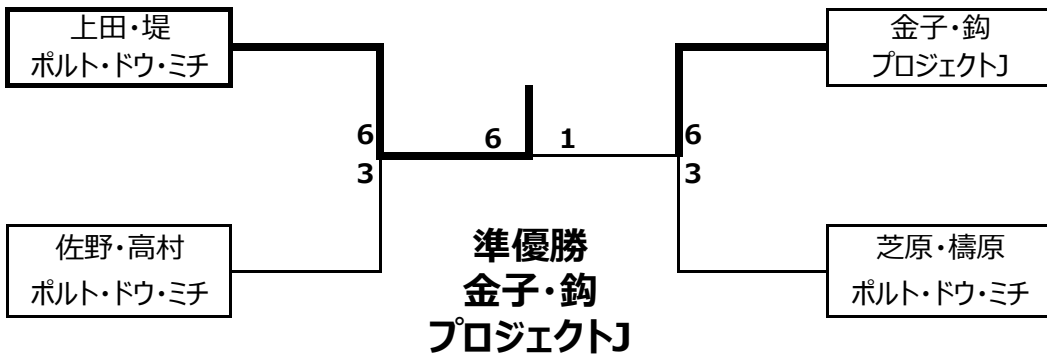 上田・堤
ポルト・ドウ・ミチ
金子・鈎
プロジェクトJ
6
6
1
6
3
3
佐野・高村
ポルト・ドウ・ミチ
準優勝
金子・鈎
プロジェクトJ
芝原・檮原
ポルト・ドウ・ミチ